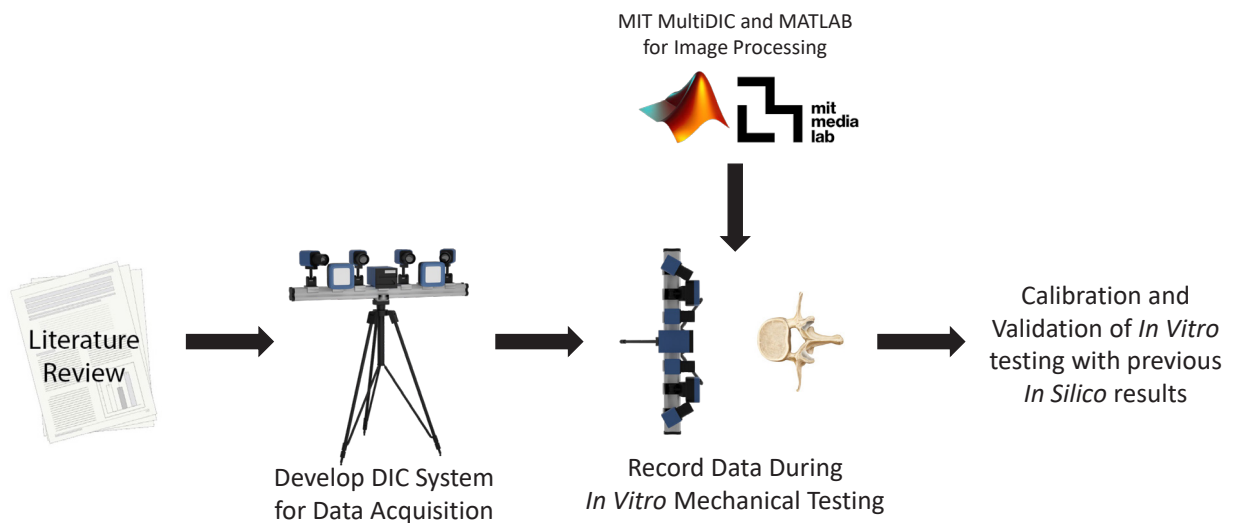 MIT MultiDIC and MATLAB
for Image Processing
mit
media
lab
Literature
Review
Develop DIC System
for Data Acquisition
Record Data During
In Vitro Mechanical Testing
Calibration and
Validation of In Vitro
testing with previous
In Silico results